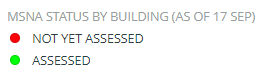 MSNA STATUS BY BUILDING (AS OF 17 SEP)
NOT YET ASSESSED
ASSESSED